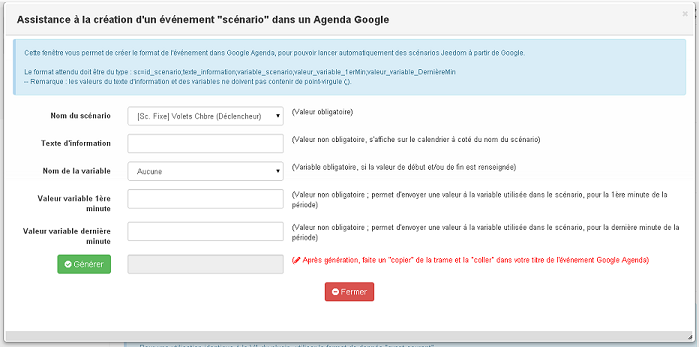 Assistance à la création d'un événement "scénario" dans un Agenda Google
×
Cette fenêtre vous permet de créer le format de l'événement dans Google Agenda, pour pouvoir lancer automatiquement des scénarios Jeedom à partir de Google.
Le format attendu doit être du type : sc=id_scenario;texte_information;variable_scenario;valeur_variable_1erMin;valeur_variable_DernièreMin
-- Remarque : les valeurs du texte d'information et des variables ne doivent pas contenir de point-virgule (;).
Nom du scénario [Sc. Fixe] Volets Chbre (Déclencheur) (Valeur obligatoire)
Texte d'information (Valeur non obligatoire, s'affiche sur le calendrier à coté du nom du scénario)
Nom de la variable Aucune (Variable obligatoire, si la valeur de début et/ou de fin est renseignée)
Valeur variable 1ère minute (Valeur non obligatoire ; permet d'envoyer une valeur à la variable utilisée dans le scénario, pour la 1ère minute de la période)
Valeur variable dernière minute (Valeur non obligatoire ; permet d'envoyer une valeur à la variable utilisée dans le scénario, pour la dernière minute de la période)
Générer (Après génération, faite un "copier" de la trame et la "coller" dans votre titre de l'événement Google Agenda)
Fermer